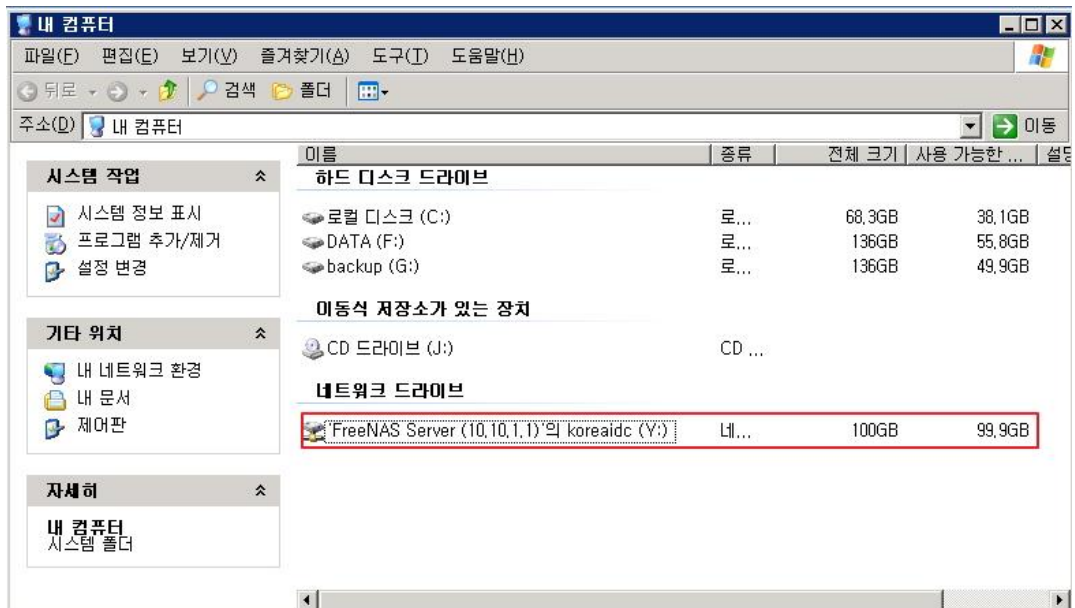 내 컴퓨터
파일(F) 편집(E) 보기(V) 즐겨찾기(A) 도구(T) 도움말(H)
뒤로 검색 폴더
주소(D) 내 컴퓨터 이동
시스템 작업
시스템 정보 표시
프로그램 추가/제거
설정 변경
기타 위치
내 네트워크 환경
내 문서
제어판
자세히
내 컴퓨터
시스템 폴더
이름 종류 전체 크기 사용 가능한 ...
하드 디스크 드라이브
로컬 디스크 (C:) 로... 68,3GB 38,1GB
DATA (F:) 로... 136GB 55,8GB
backup (G:) 로... 136GB 49,9GB
이동식 저장소가 있는 장치
CD 드라이브 (J:) CD ...
네트워크 드라이브
'FreeNAS Server (10,10,1,1)'의 koreaidc (Y:) 네... 100GB 99,9GB